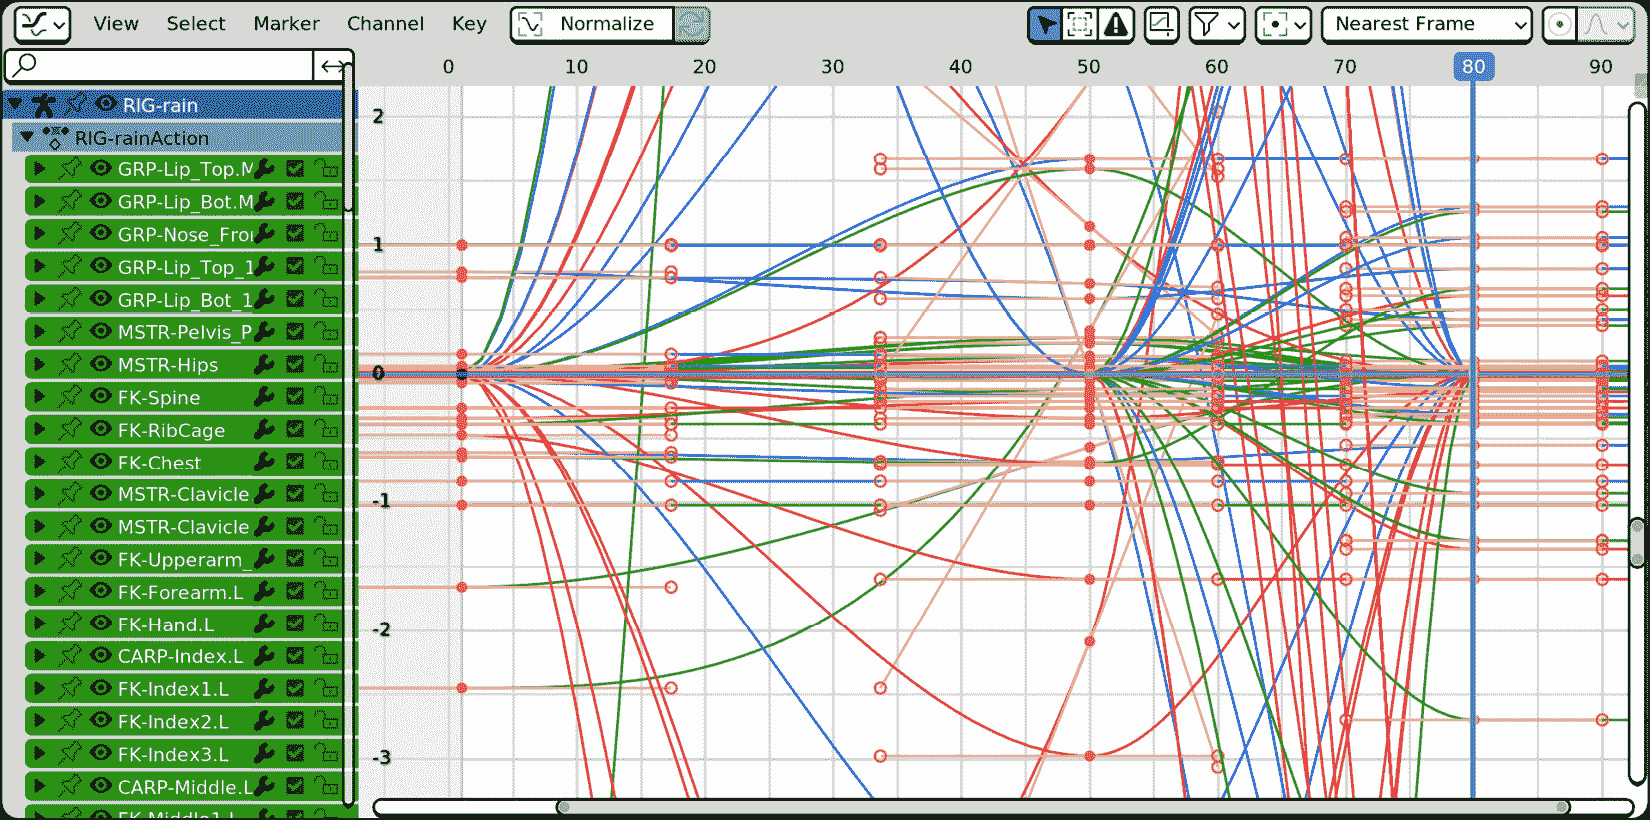 View Select Marker Channel Key Normalize Nearest Frame
0 10 20 30 40 50 60 70 80 90
RIG-rain
RIG-rainAction
GRP-Lip_Top.M
GRP-Lip_Bot.M
GRP-Nose_Fro
GRP-Lip_Top_1
GRP-Lip_Bot_1
MSTR-Pelvis_P
MSTR-Hips
FK-Spine
FK-RibCage
FK-Chest
MSTR-Clavicle
MSTR-Clavicle
FK-Upperarm_
FK-Forearm.L
FK-Hand.L
CARP-Index.L
FK-Index1.L
FK-Index2.L
FK-Index3.L
CARP-Middle.L
FK-Middle1.L
2
1
0
-1
-2
-3